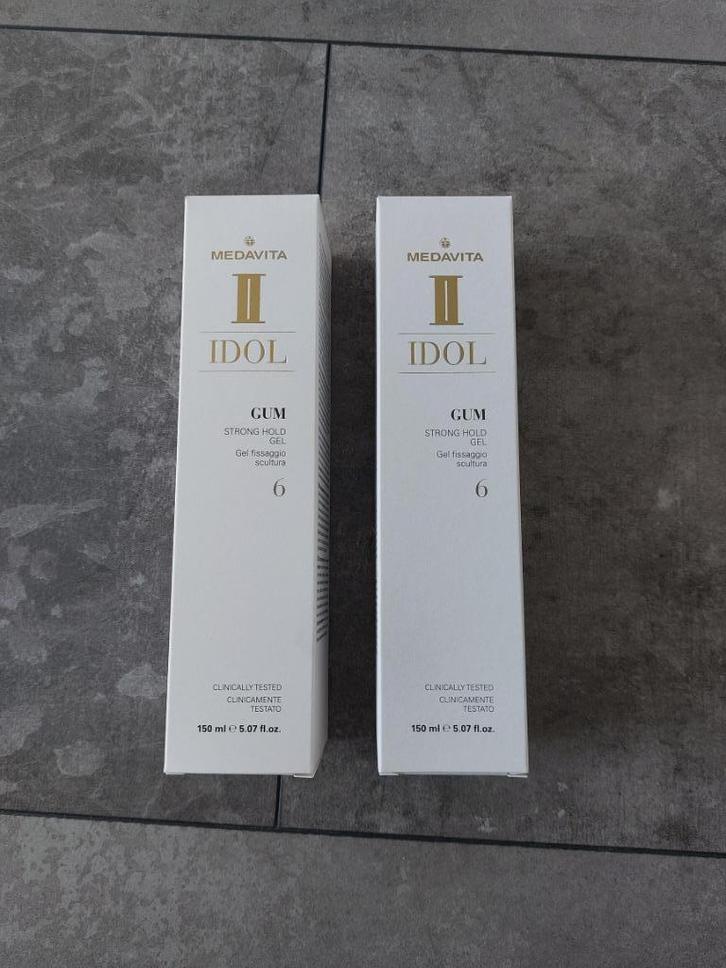 MEDAVITA
IDOL
GUM
STRONG HOLD
GEL
Gel fissaggio
scultura
6
CLINICALLY TESTED
CLINICAMENTE
TESTATO
150 ml ℮ 5.07 fl.oz.
MEDAVITA
IDOL
GUM
STRONG HOLD
GEL
Gel fissaggio
scultura
6
CLINICALLY TESTED
CLINICAMENTE
TESTATO
150 ml ℮ 5.07 fl.oz.